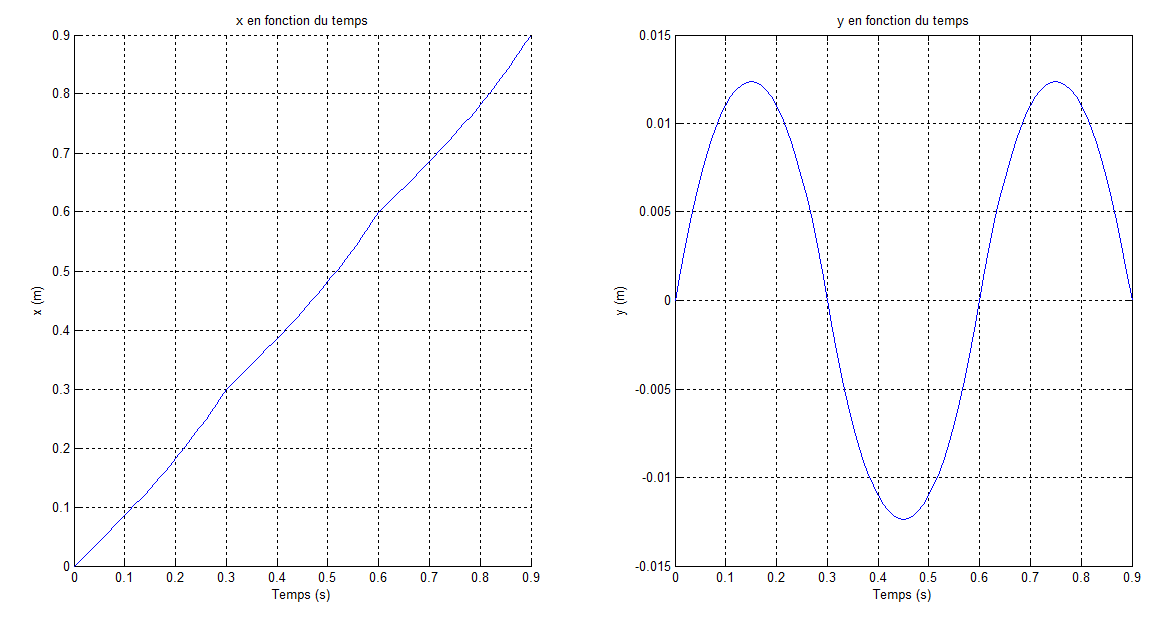 x en fonction du temps
0.9
0.8
0.7
0.6
0.5
0.4
0.3
0.2
0.1
0
x (m)
0 0.1 0.2 0.3 0.4 0.5 0.6 0.7 0.8 0.9
Temps (s)
y en fonction du temps
0.015
0.01
0.005
0
-0.005
-0.01
-0.015
y (m)
0 0.1 0.2 0.3 0.4 0.5 0.6 0.7 0.8 0.9
Temps (s)